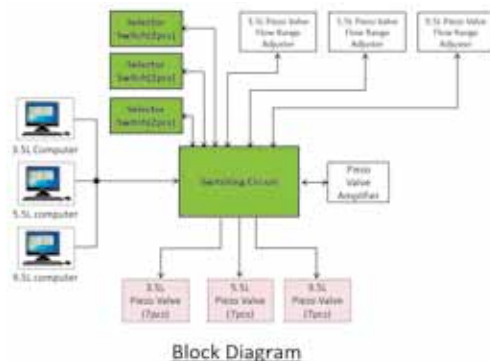 Selector
Switch(2pcs)
Selector
Switch(2pcs)
Selector
Switch(2pcs)
3.5L Piezo Valve
Flow Range
Adjuster
5.5L Piezo Valve
Flow Range
Adjuster
9.5L Piezo Valve
Flow Range
Adjuster
3.5L Computer
5.5L computer
9.5L computer
Switching Circuit
Piezo
Valve
Amplifier
3.5L
Piezo Valve
(7pcs)
5.5L
Piezo Valve
(7pcs)
9.5L
Piezo Valve
(7pcs)
Block Diagram